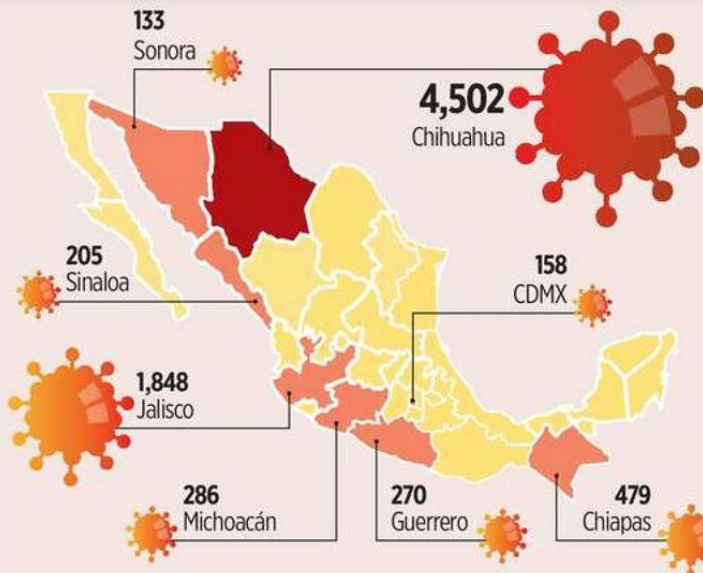 133
Sonora
4,502
Chihuahua
205
Sinaloa
158
CDMX
1,848
Jalisco
286
Michoacán
270
Guerrero
479
Chiapas